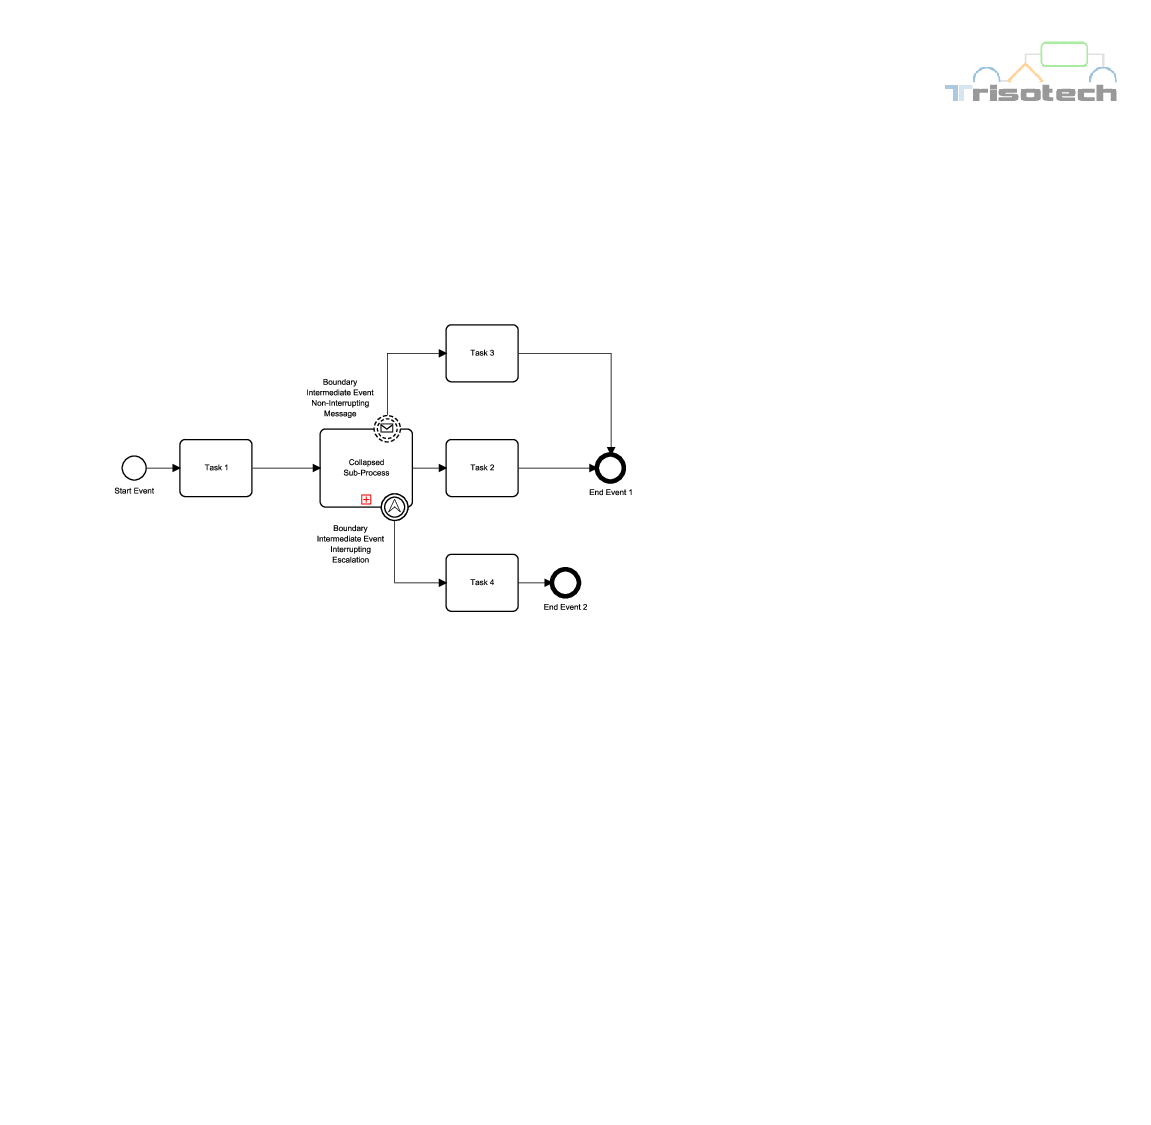 Trisotech
Task 3
Boundary
Intermediate Event
Non-Interrupting
Message
Start Event
Task 1
Collapsed
Sub-Process
Task 2
End Event 1
Boundary
Intermediate Event
Interrupting
Escalation
Task 4
End Event 2